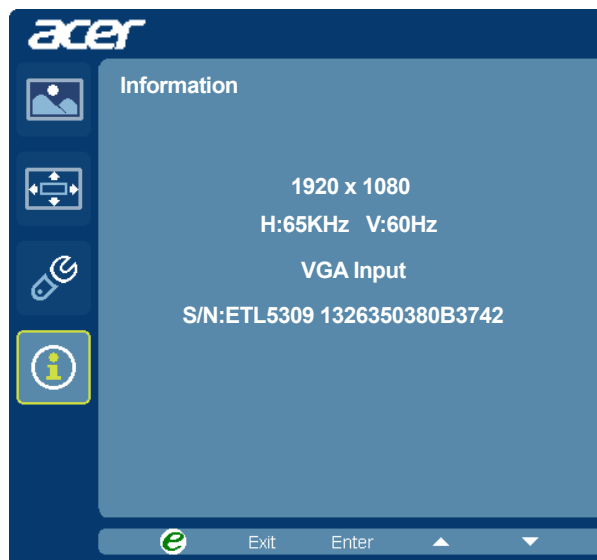 acer
Information
1920 x 1080
H:65KHz V:60Hz
VGA Input
S/N:ETL5309 1326350380B3742
e Exit Enter